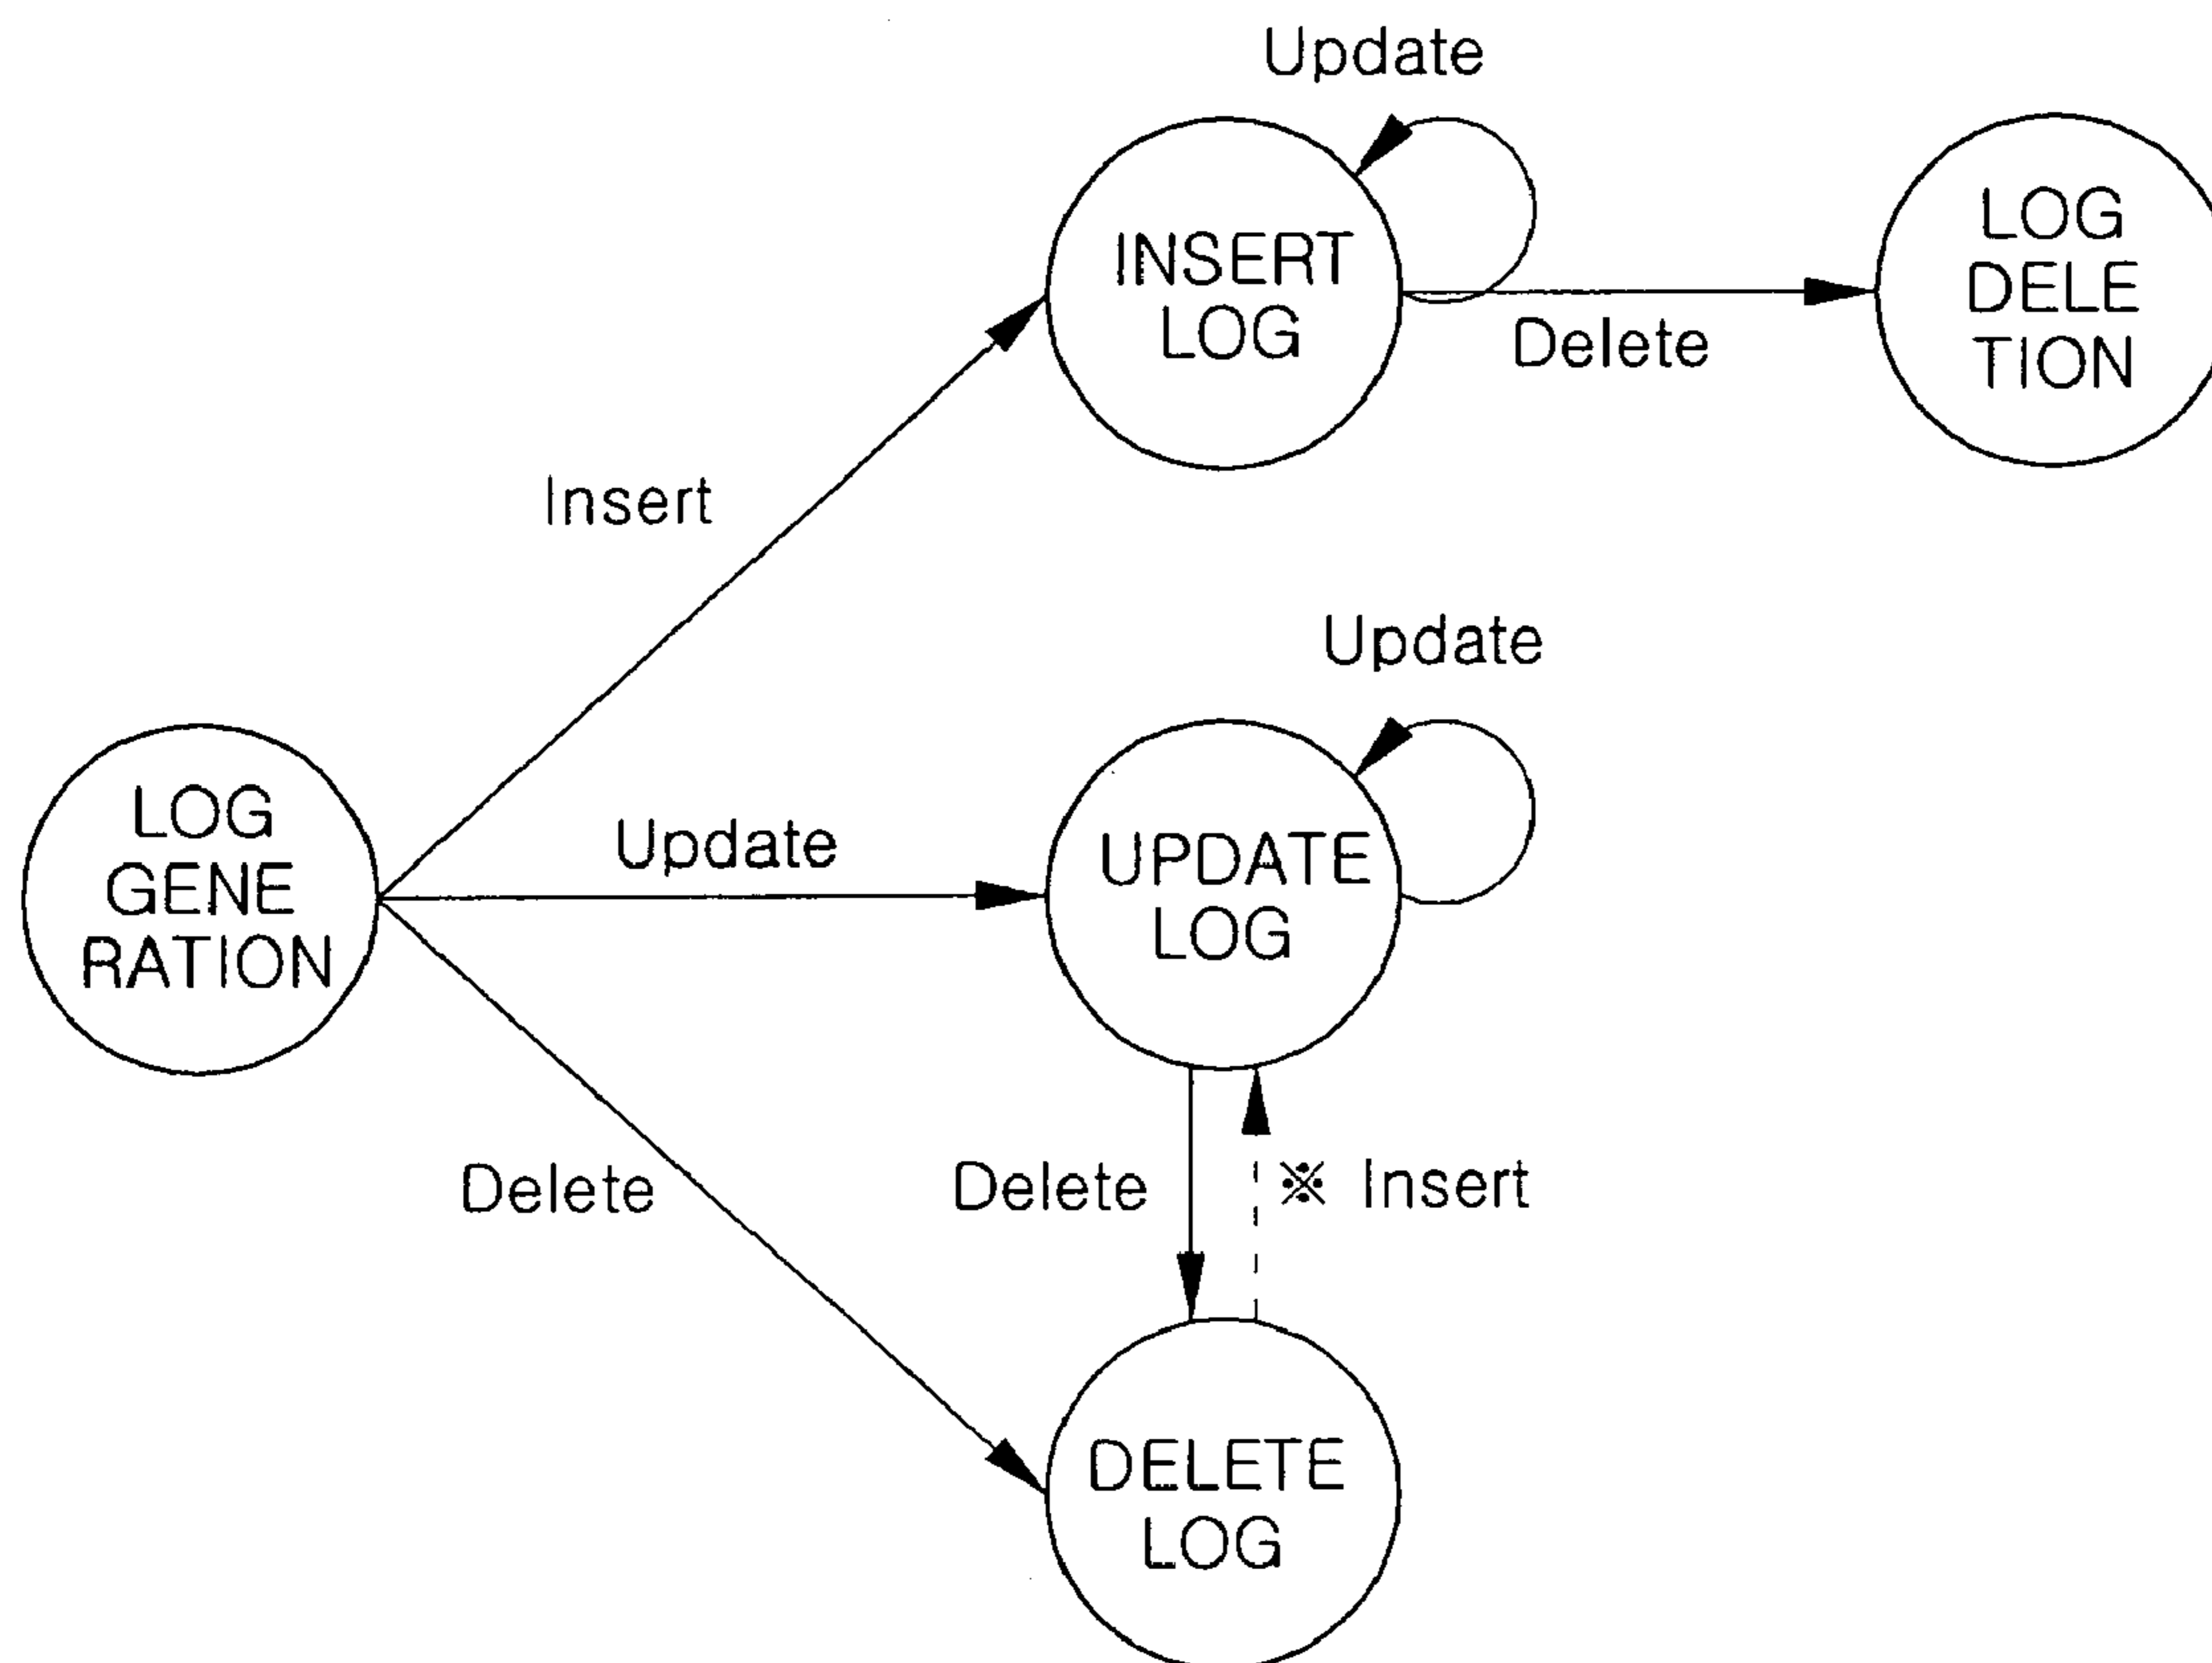 Update
INSERT
LOG
LOG
DELE
TION
Delete
Insert
Update
LOG
GENE
RATION
Update
UPDATE
LOG
Delete
Delete
※ Insert
DELETE
LOG